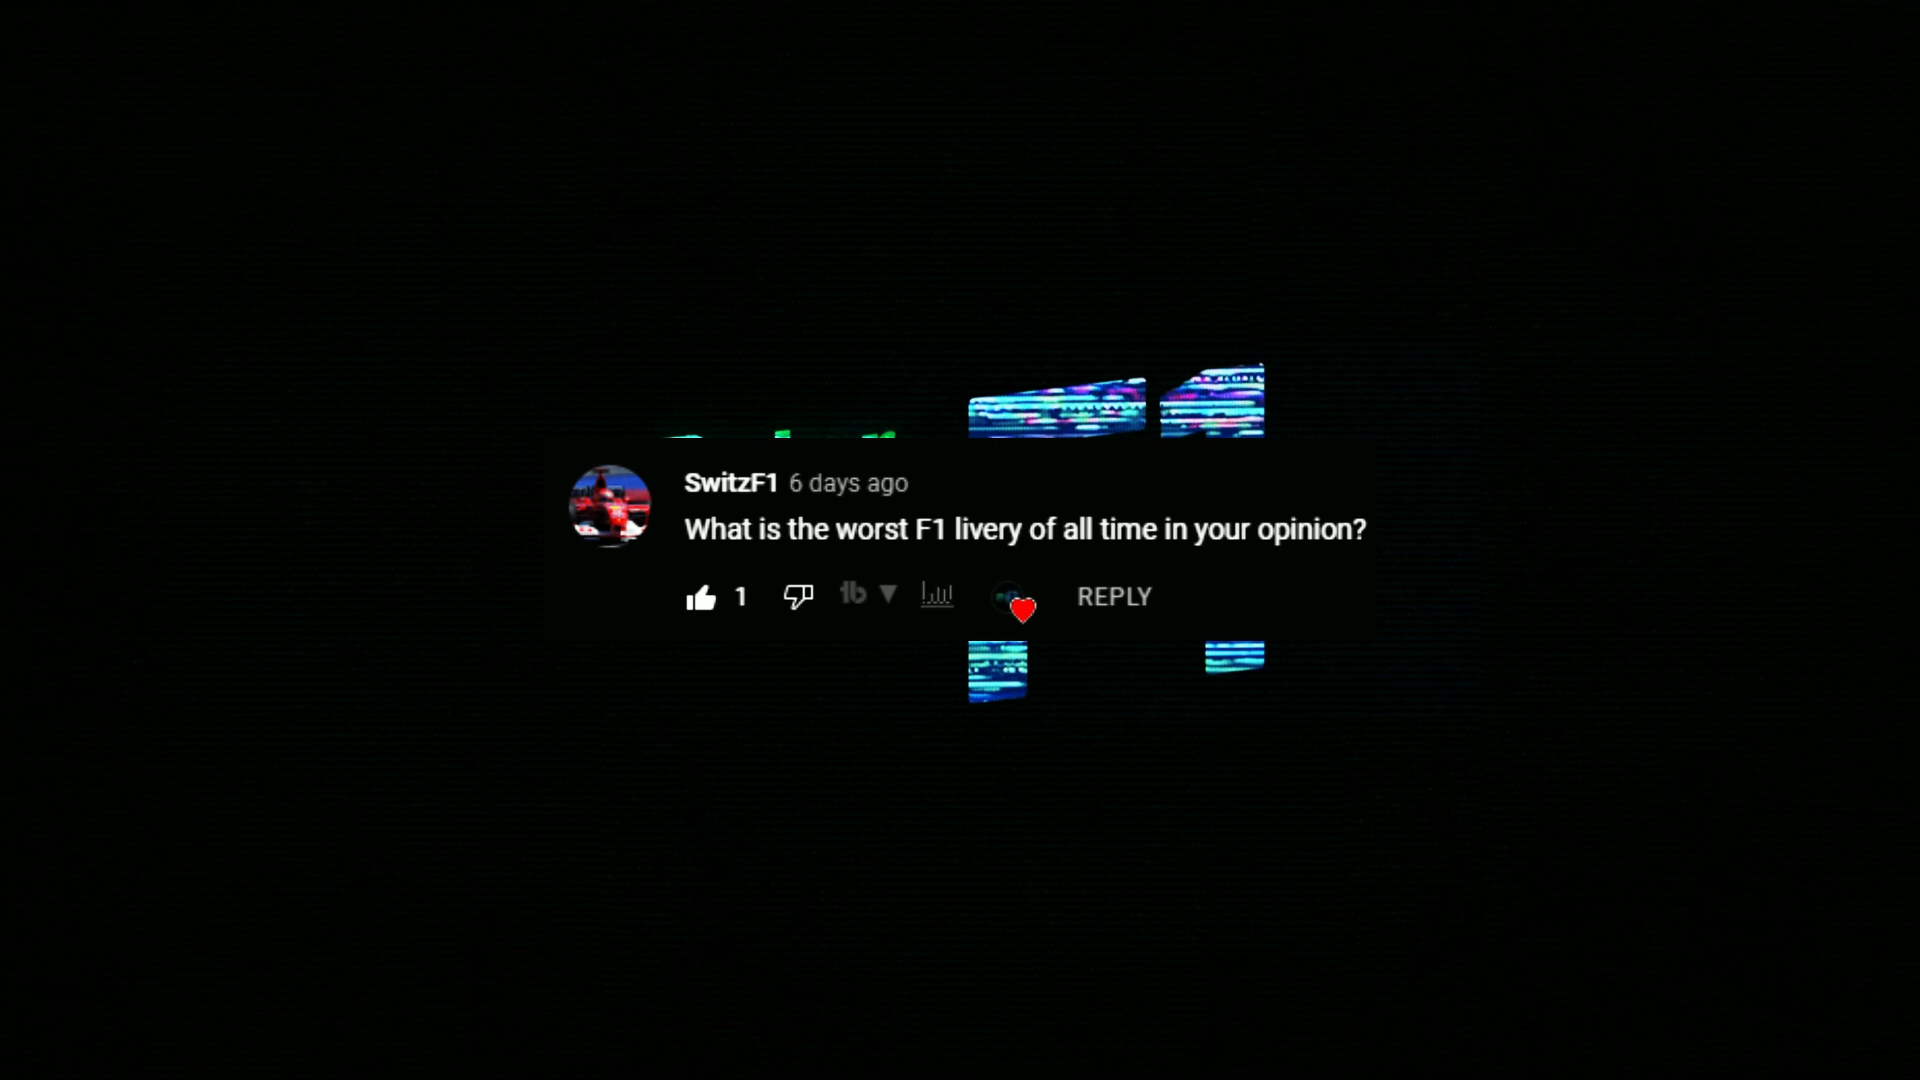 SwitzF1 6 days ago
What is the worst F1 livery of all time in your opinion?
1
REPLY